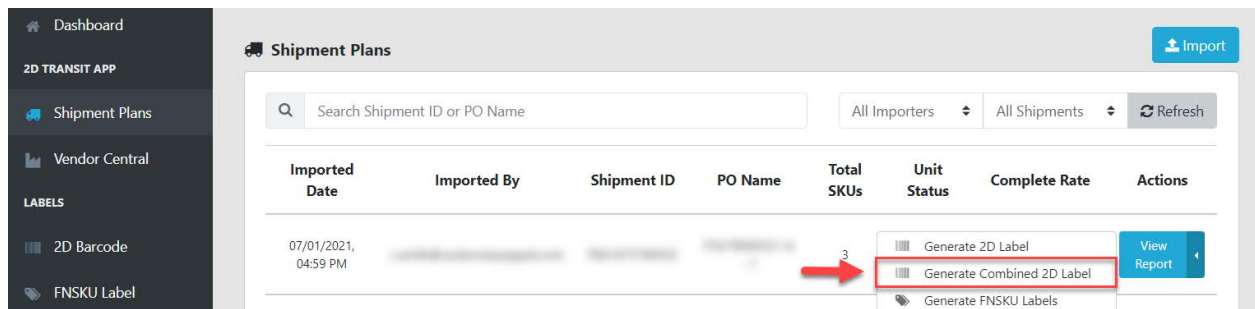 Dashboard
2D TRANSIT APP
Shipment Plans
Vendor Central
LABELS
2D Barcode
FNSKU Label
Shipment Plans
Import
Search Shipment ID or PO Name
All Importers
All Shipments
Refresh
Imported
Date
Imported By
Shipment ID
PO Name
Total
SKUs
Unit
Status
Complete Rate
Actions
07/01/2021,
04:59 PM
3
Generate 2D Label
Generate Combined 2D Label
Generate FNSKU Labels
View
Report